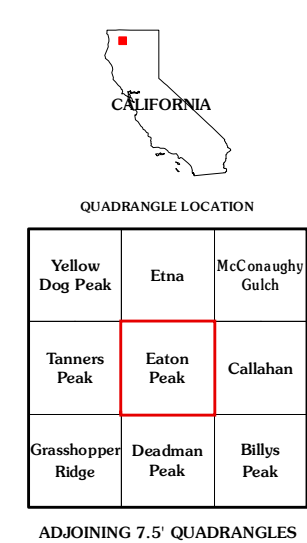 CALIFORNIA
QUADRANGLE LOCATION
Yellow
Dog Peak
Etna
McConaughy
Gulch
Tanners
Peak
Eaton
Peak
Callahan
Grasshopper
Ridge
Deadman
Peak
Billys
Peak
ADJOINING 7.5' QUADRANGLES